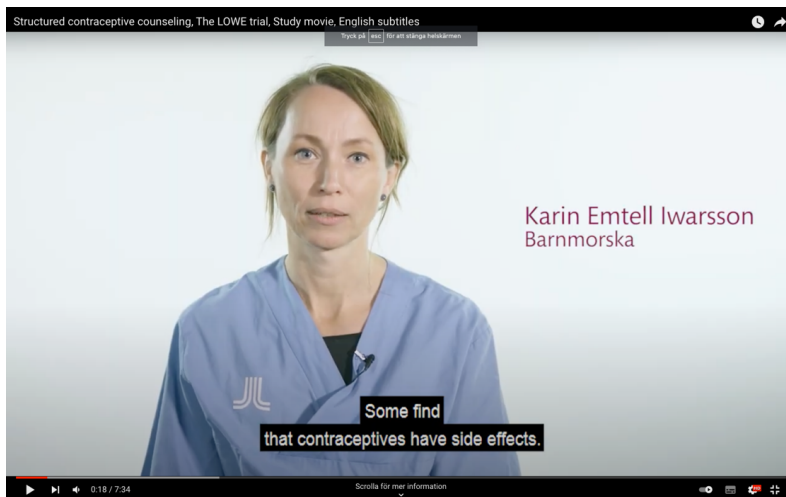 Structured contraceptive counseling, The LOWE trial, Study movie, English subtitles
Tryck på esc för att stänga helskärmen
Karin Emtell Iwarsson
Barnmorska
Some find
that contraceptives have side effects.
0:18 / 7:34
Scrolla för mer information